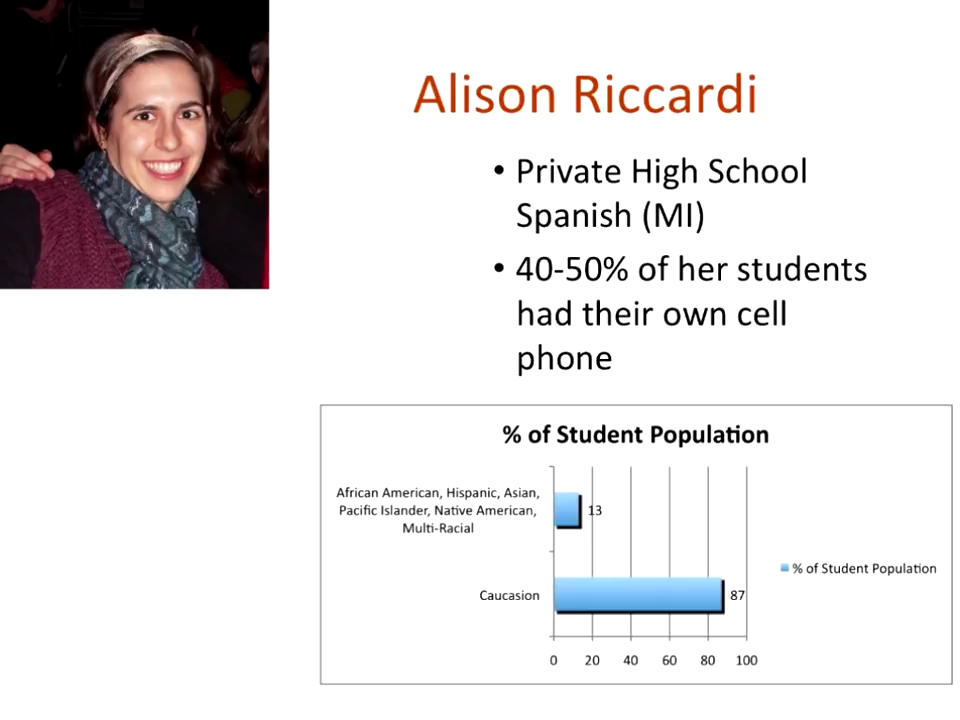 Alison Riccardi
• Private High School
Spanish (MI)
• 40-50% of her students
had their own cell
phone
% of Student Population
African American, Hispanic, Asian,
Pacific Islander, Native American,
Multi-Racial
13
Caucasion
87
% of Student Population
0 20 40 60 80 100